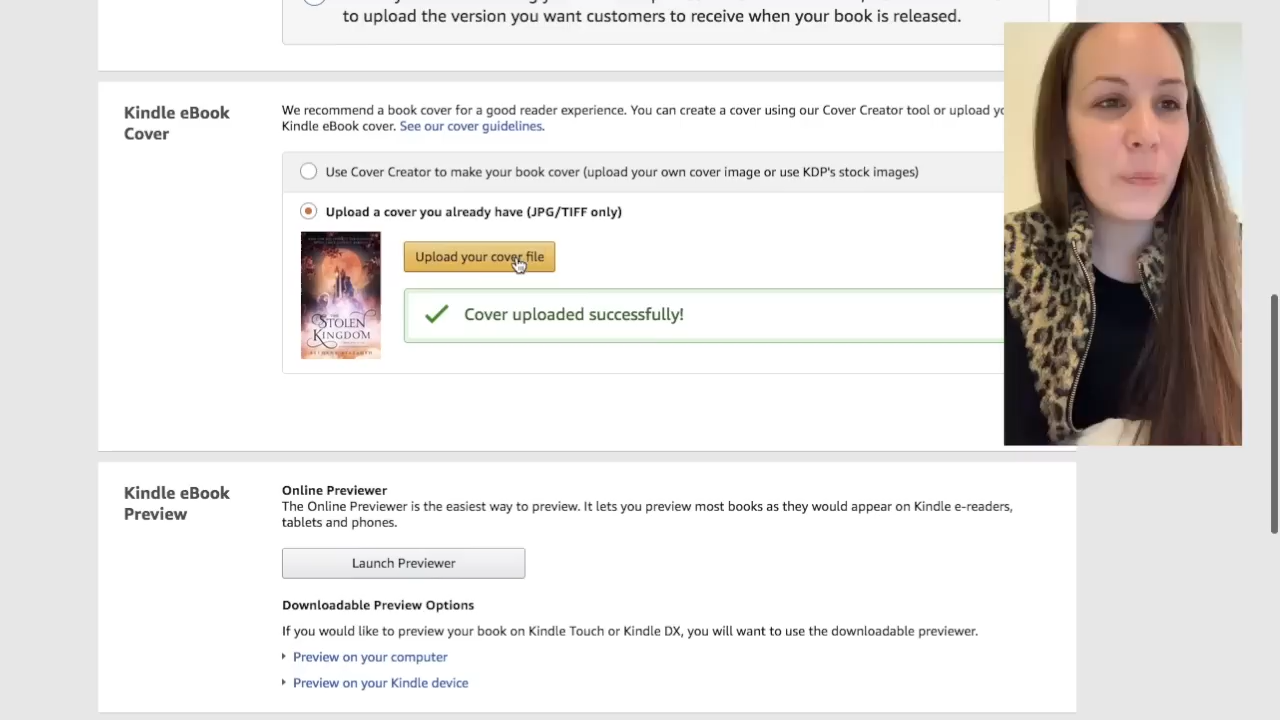 to upload the version you want customers to receive when your book is released.
Kindle eBook
Cover
We recommend a book cover for a good reader experience. You can create a cover using our Cover Creator tool or upload
Kindle eBook cover. See our cover guidelines.
Use Cover Creator to make your book cover (upload your own cover image or use KDP's stock images)
Upload a cover you already have (JPG/TIFF only)
Upload your cover file
Cover uploaded successfully!
THE
STOLEN
KINGDOM
Kindle eBook
Preview
Online Previewer
The Online Previewer is the easiest way to preview. It lets you preview most books as they would appear on Kindle e-readers,
tablets and phones.
Launch Previewer
Downloadable Preview Options
If you would like to preview your book on Kindle Touch or Kindle DX, you will want to use the downloadable previewer.
Preview on your computer
Preview on your Kindle device